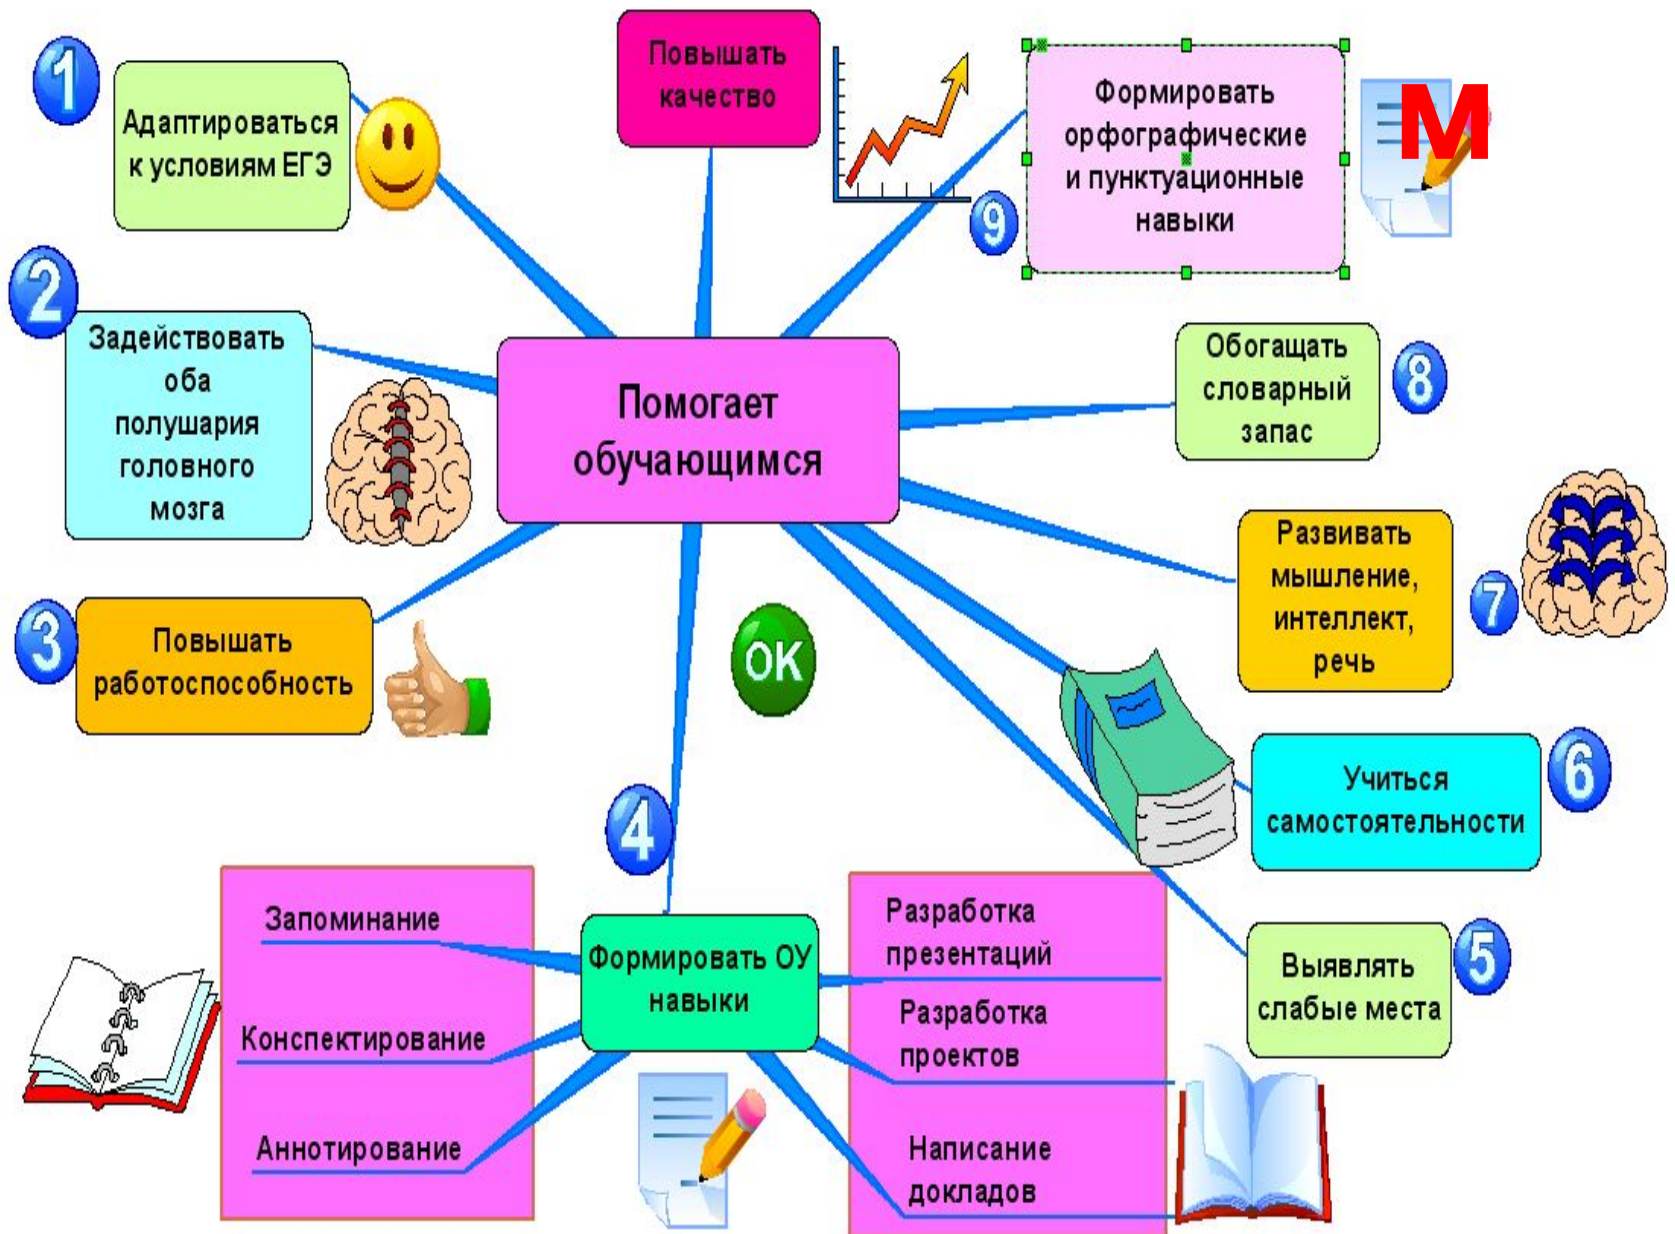 1
Адаптироваться
к условиям ЕГЭ
Повышать
качество
9
Формировать
орфографические
и пунктуационные
навыки
М
2
Задействовать
оба
полушария
головного
мозга
Помогает
обучающимся
Обогащать
словарный
запас
8
3
Повышать
работоспособность
OK
Развивать
мышление,
интеллект,
речь
7
Учиться
самостоятельности
6
4
Формировать ОУ
навыки
Запоминание
Конспектирование
Аннотирование
Разработка
презентаций
Разработка
проектов
Написание
докладов
Выявлять
слабые места
5